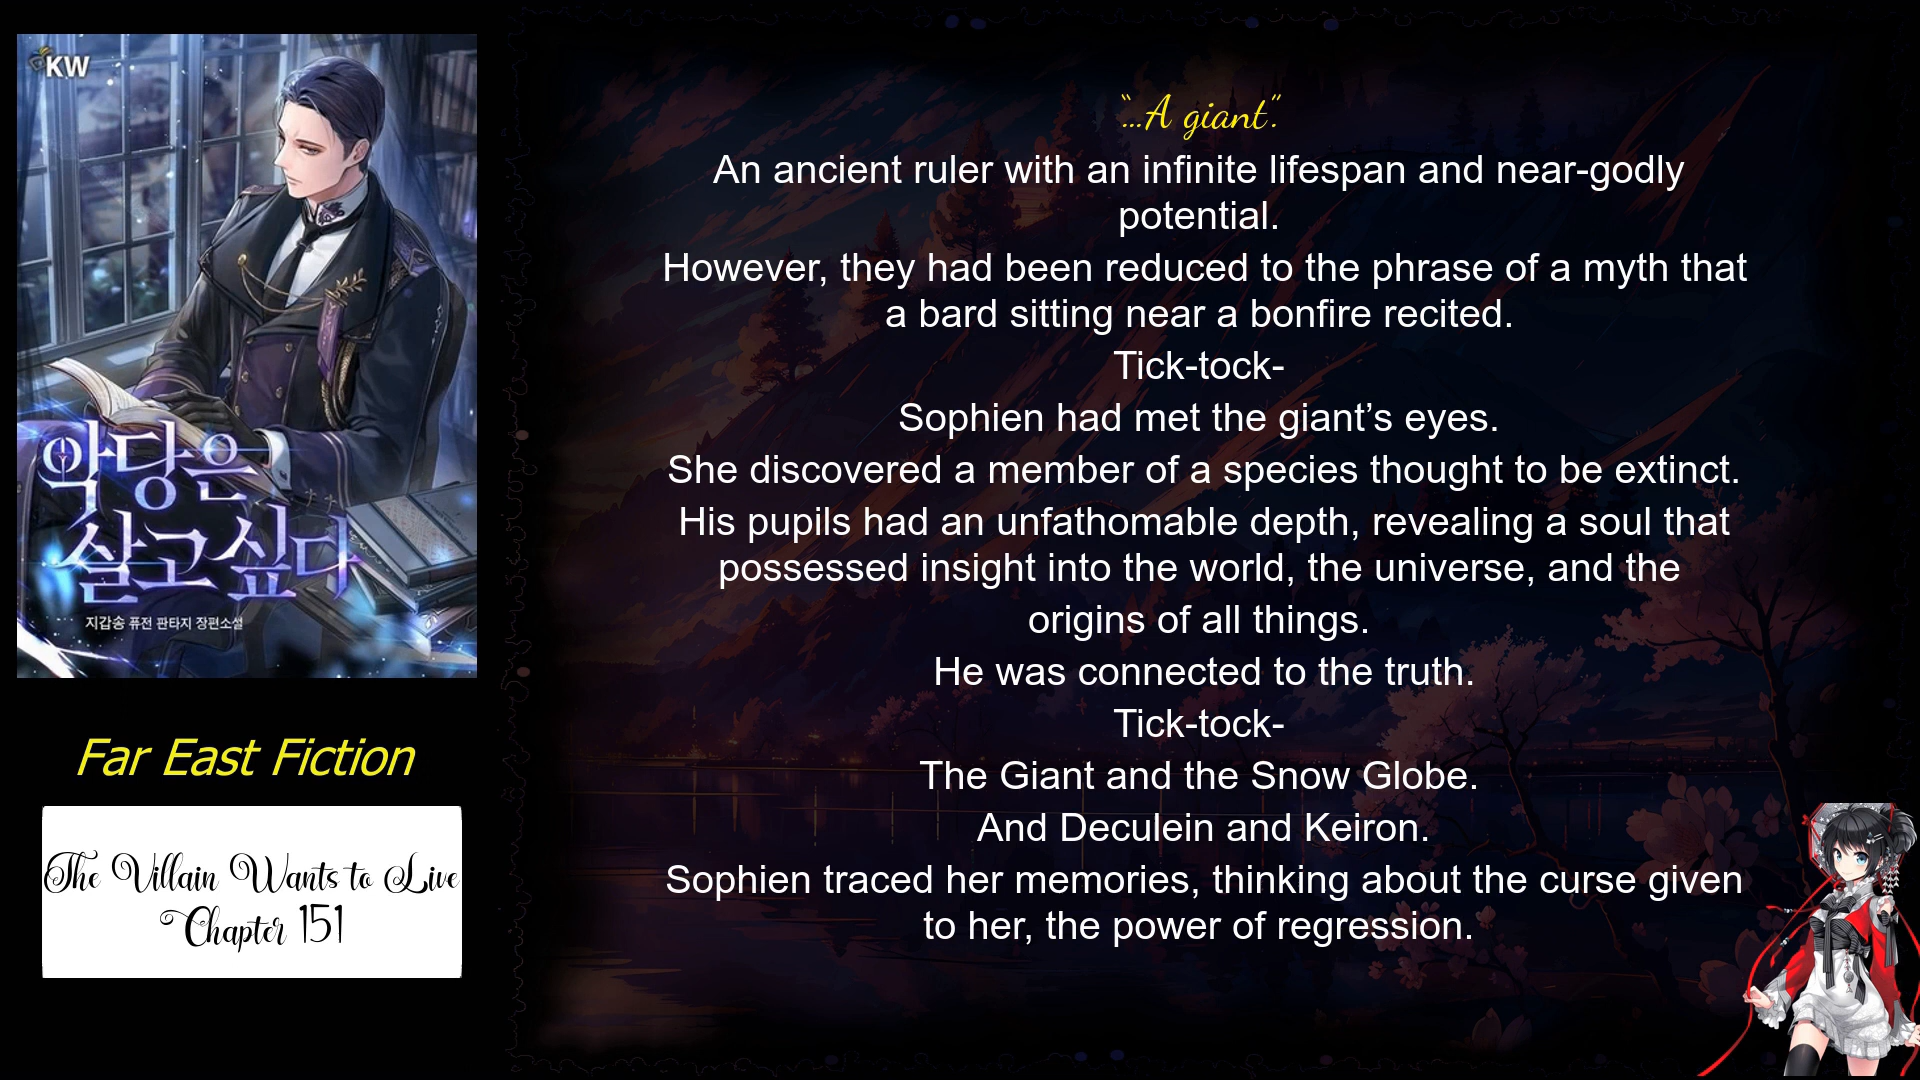 KW
악당은
살고싶다
지갑송 퓨전 판타지 장편소설
Far East Fiction
The Villain Wants to Live
Chapter 151
“...A giant”.
An ancient ruler with an infinite lifespan and near-godly
potential.
However, they had been reduced to the phrase of a myth that
a bard sitting near a bonfire recited.
Tick-tock-
Sophien had met the giant’s eyes.
She discovered a member of a species thought to be extinct.
His pupils had an unfathomable depth, revealing a soul that
possessed insight into the world, the universe, and the
origins of all things.
He was connected to the truth.
Tick-tock-
The Giant and the Snow Globe.
And Deculein and Keiron.
Sophien traced her memories, thinking about the curse given
to her, the power of regression.